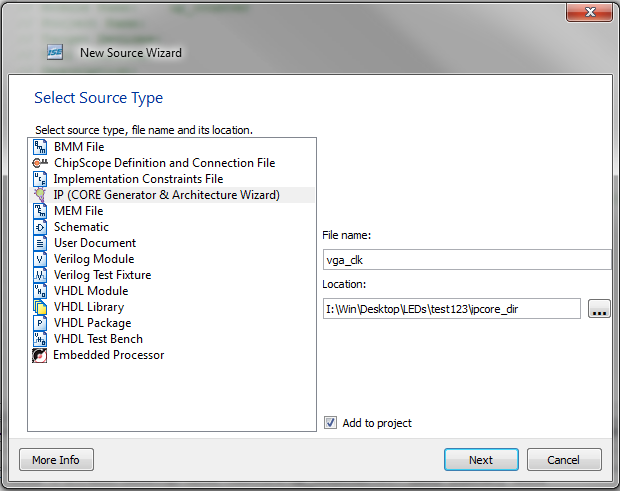 ISE New Source Wizard
Select Source Type
Select source type, file name and its location.
BMM File
ChipScope Definition and Connection File
Implementation Constraints File
IP (CORE Generator & Architecture Wizard)
MEM File
Schematic
User Document
Verilog Module
Verilog Test Fixture
VHDL Module
VHDL Library
VHDL Package
VHDL Test Bench
Embedded Processor
File name:
vga_clk
Location:
I:\Win\Desktop\LEDs\test123\ipcore_dir
...
Add to project
More Info
Next
Cancel